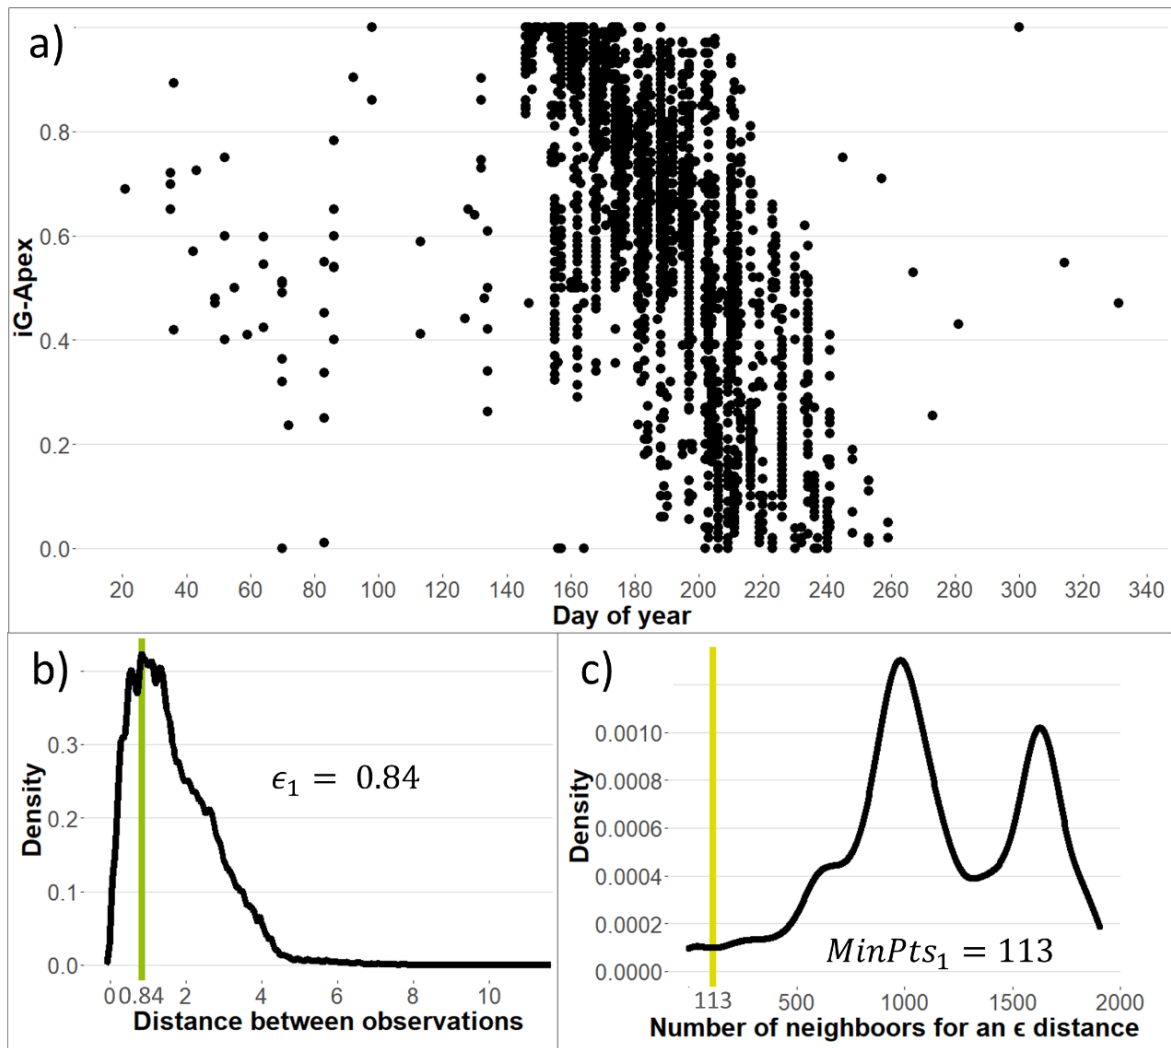 a)
0.8
0.6
0.4
0.2
0.0
iG-Apex
20 40 60 80 100 120 140 160 180 200 220 240 260 280 300 320 340
Day of year
b)
0.3
0.2
0.1
0.0
Density
ϵ₁ = 0.84
0 0.84 2 4 6 8 10
Distance between observations
c)
0.0010
0.0008
0.0006
0.0004
0.0002
0.0000
Density
MinPts₁ = 113
113 500 1000 1500 2000
Number of neighboors for an ϵ distance